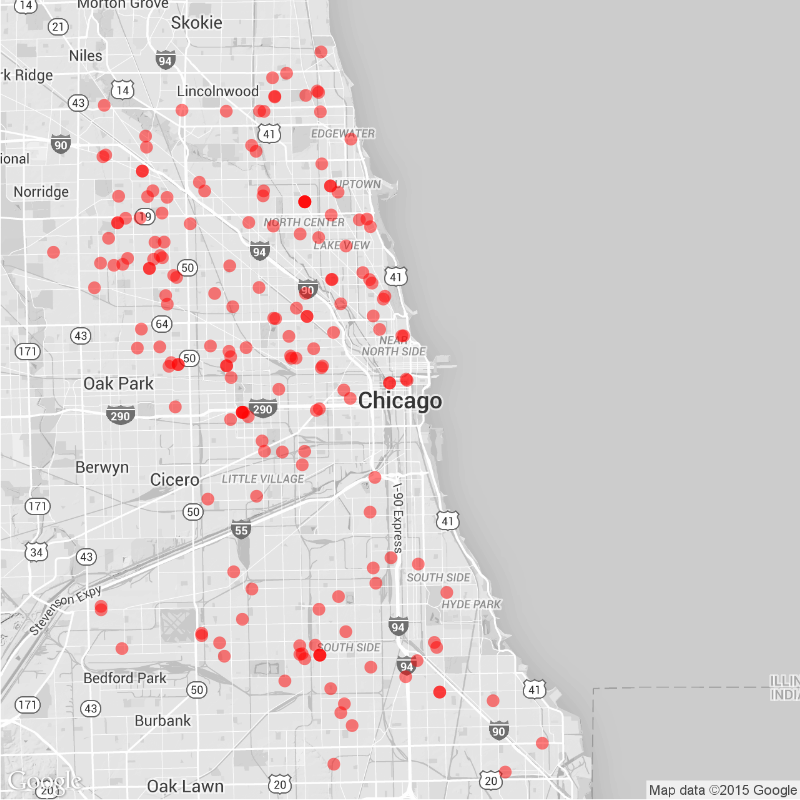 14
Morton Grove
21
Skokie
Niles
94
rk Ridge
14
Lincolnwood
43
41
EDGEWATER
90
ional
Norridge
UPTOWN
19
NORTH CENTER
LAKE VIEW
94
50
41
90
64
43
171
NEAR
NORTH SIDE
50
Oak Park
Chicago
290
290
Berwyn
Cicero
LITTLE VILLAGE
171
50
I-90 Express
41
55
34
43
SOUTH SIDE
Stevenson Expy
HYDE PARK
94
SOUTH SIDE
94
Bedford Park
50
41
ILLIN
INDIA
171
43
Burbank
90
Google
20
Oak Lawn
20
20
Map data ©2015 Google